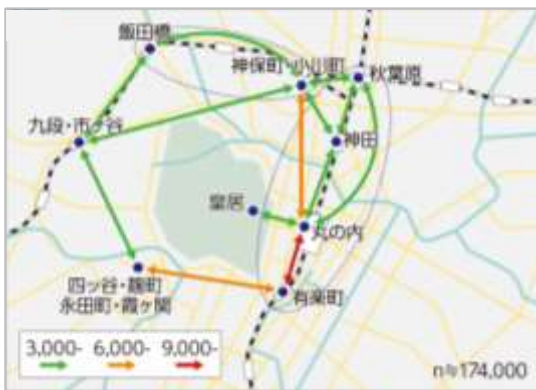 飯田橋
神保町・小川町
秋葉原
九段・市ヶ谷
神田
皇居
丸の内
四ッ谷・麹町
永田町・霞ヶ関
有楽町
3,000- 6,000- 9,000-
n≒174,000